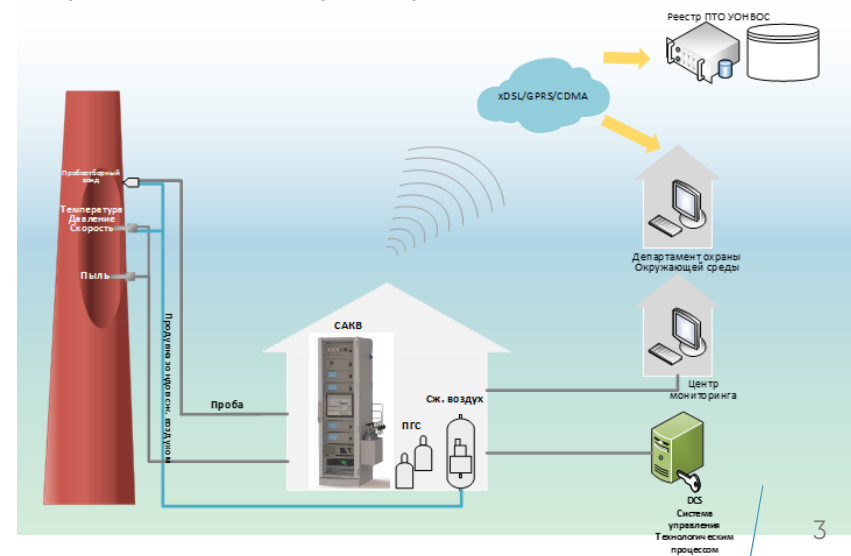 Реестр ПТО УОНВОС
xDSL/GPRS/CDMA
Пробоотборный
зонд
Температура
Давление
Скорость
Пыль
Продувка зондов сж. воздухом
Проба
САКВ
ПГС
Сж. воздух
Департамент охраны
Окружающей среды
Центр
мониторинга
DCS
Система
управления
Технологическим
процессом
3